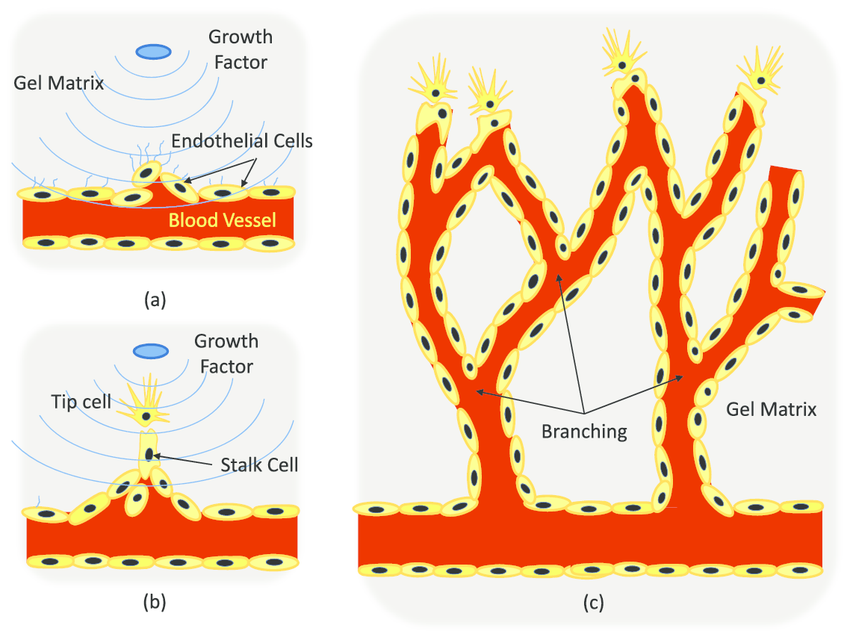 Growth
Factor
Gel Matrix
Endothelial Cells
Blood Vessel
(a)
Growth
Factor
Tip cell
Stalk Cell
(b)
Branching
Gel Matrix
(c)